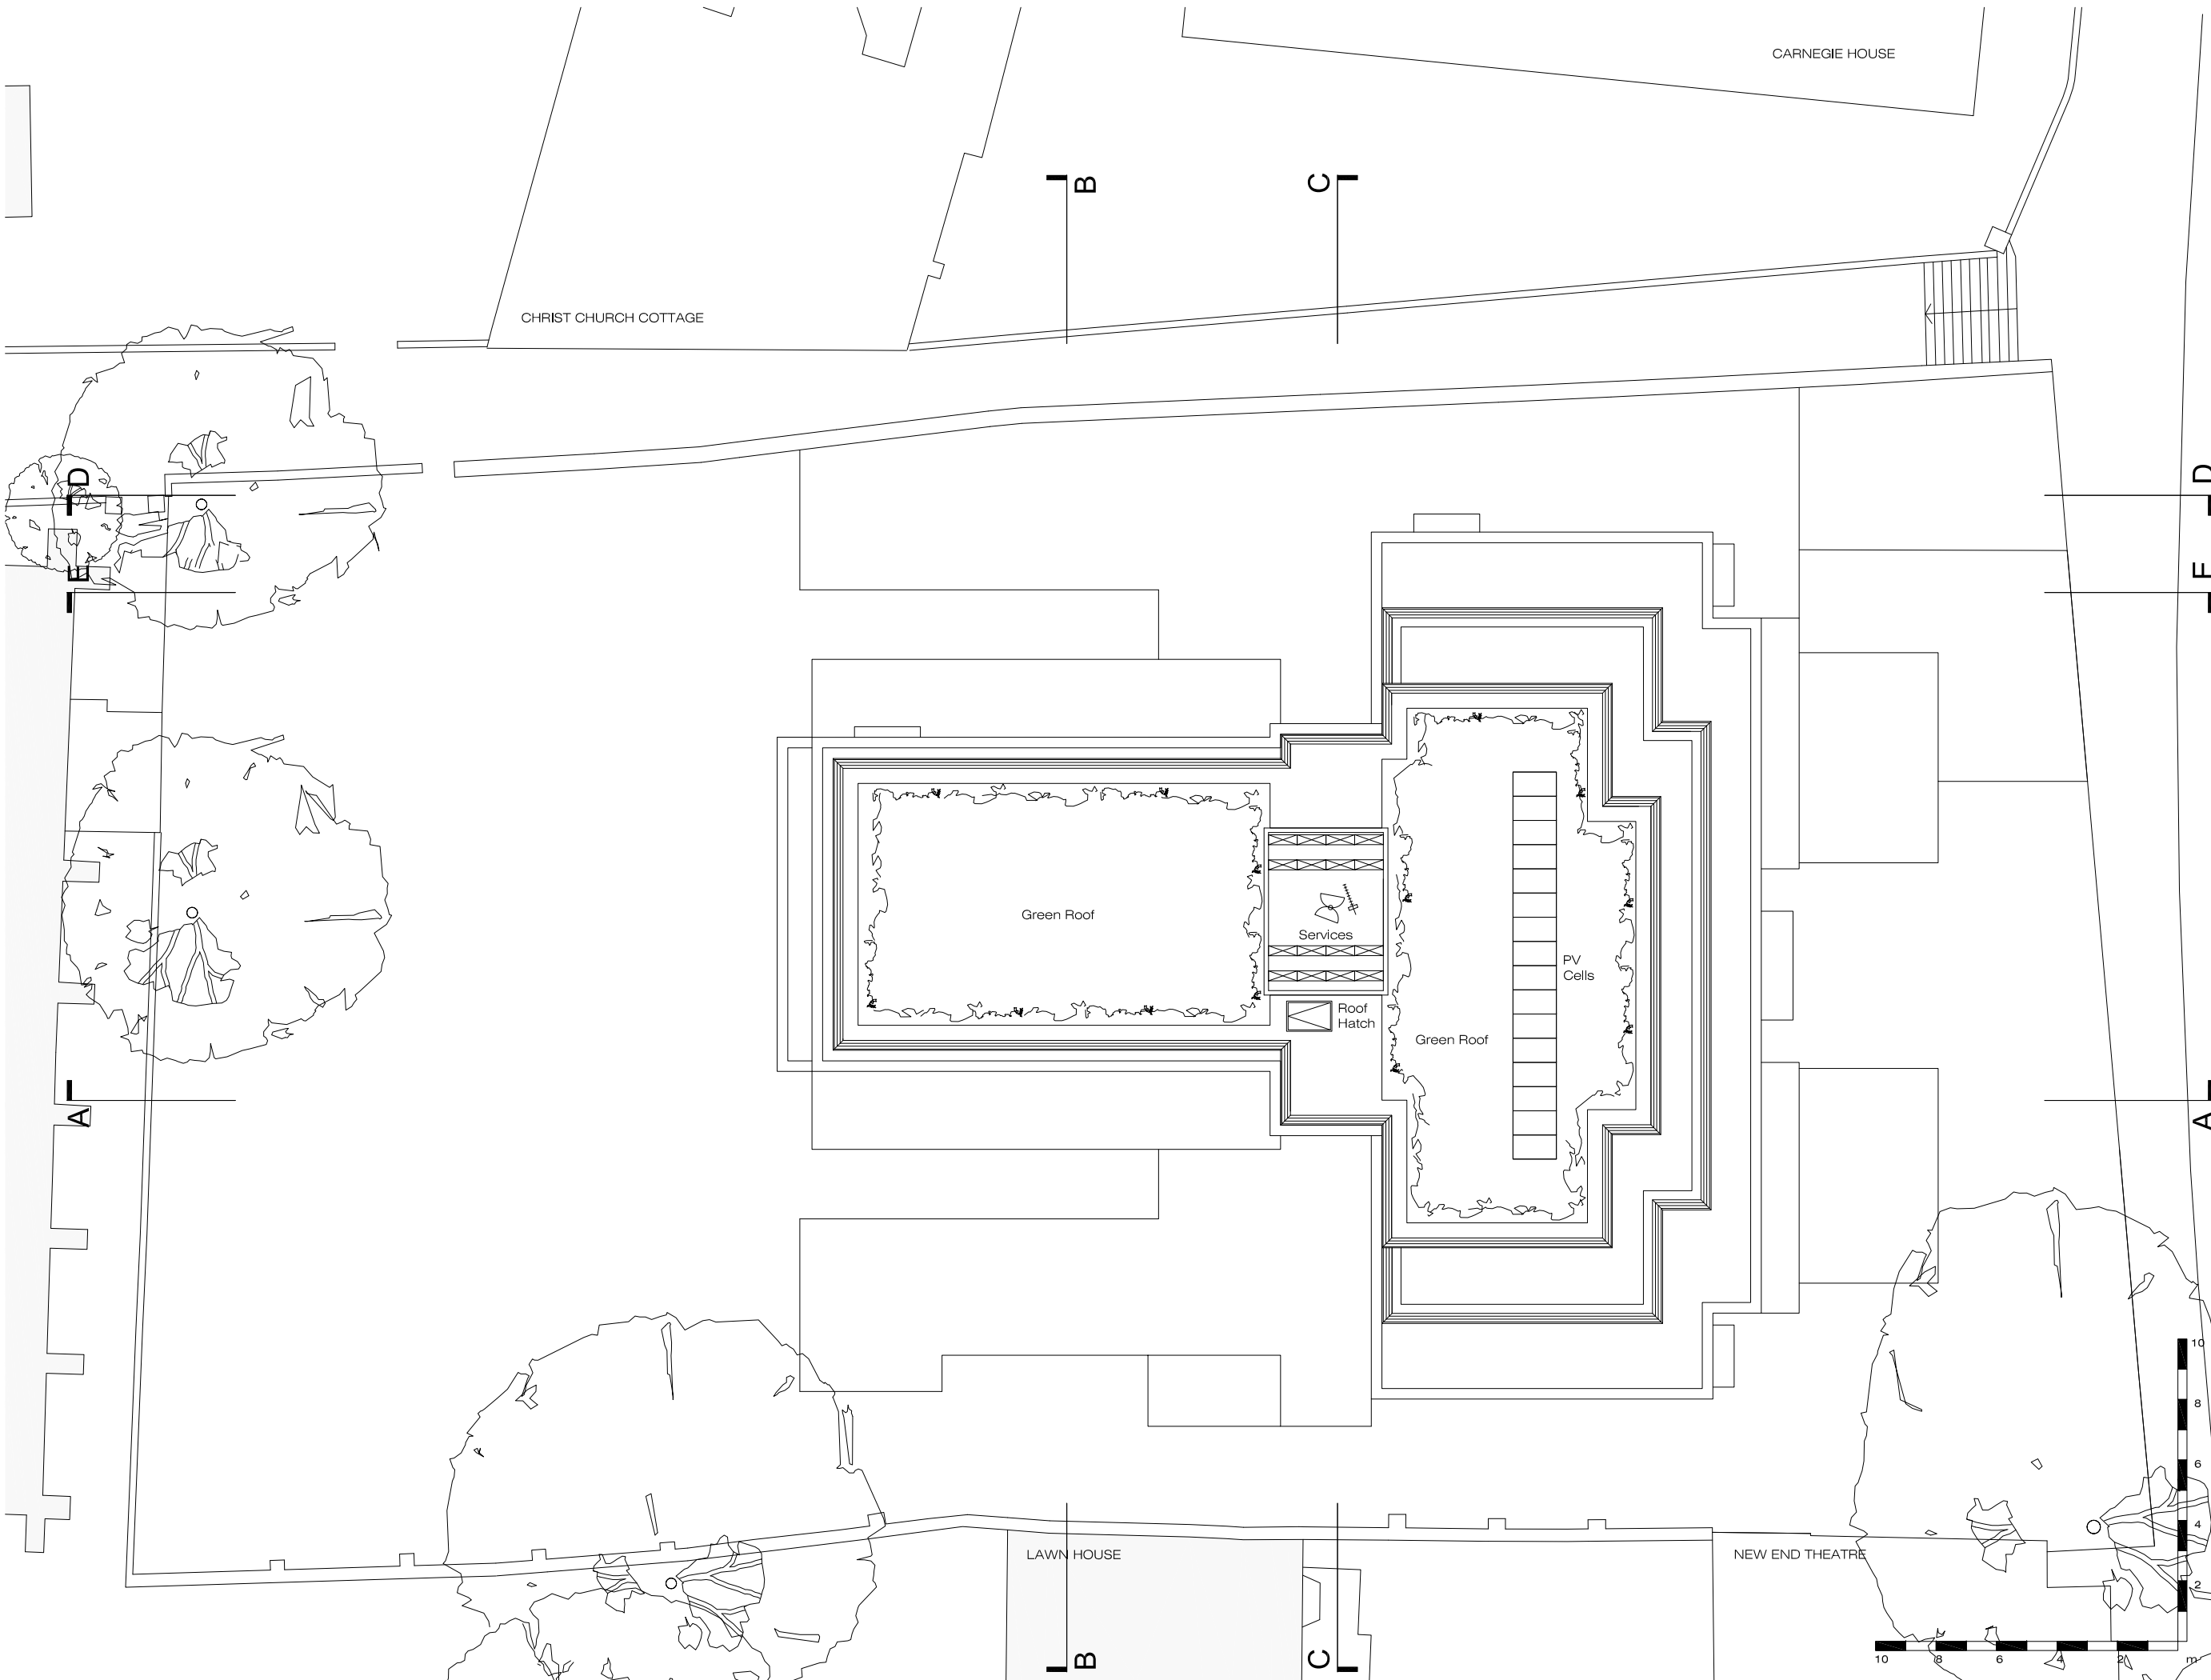 CARNEGIE HOUSE
B
C
CHRIST CHURCH COTTAGE
D
D
E
E
Green Roof
Services
PV
Cells
Roof
Hatch
Green Roof
A
A
10
8
6
4
2
LAWN HOUSE
NEW END THEATRE
B
C
10
8
6
4
2
m